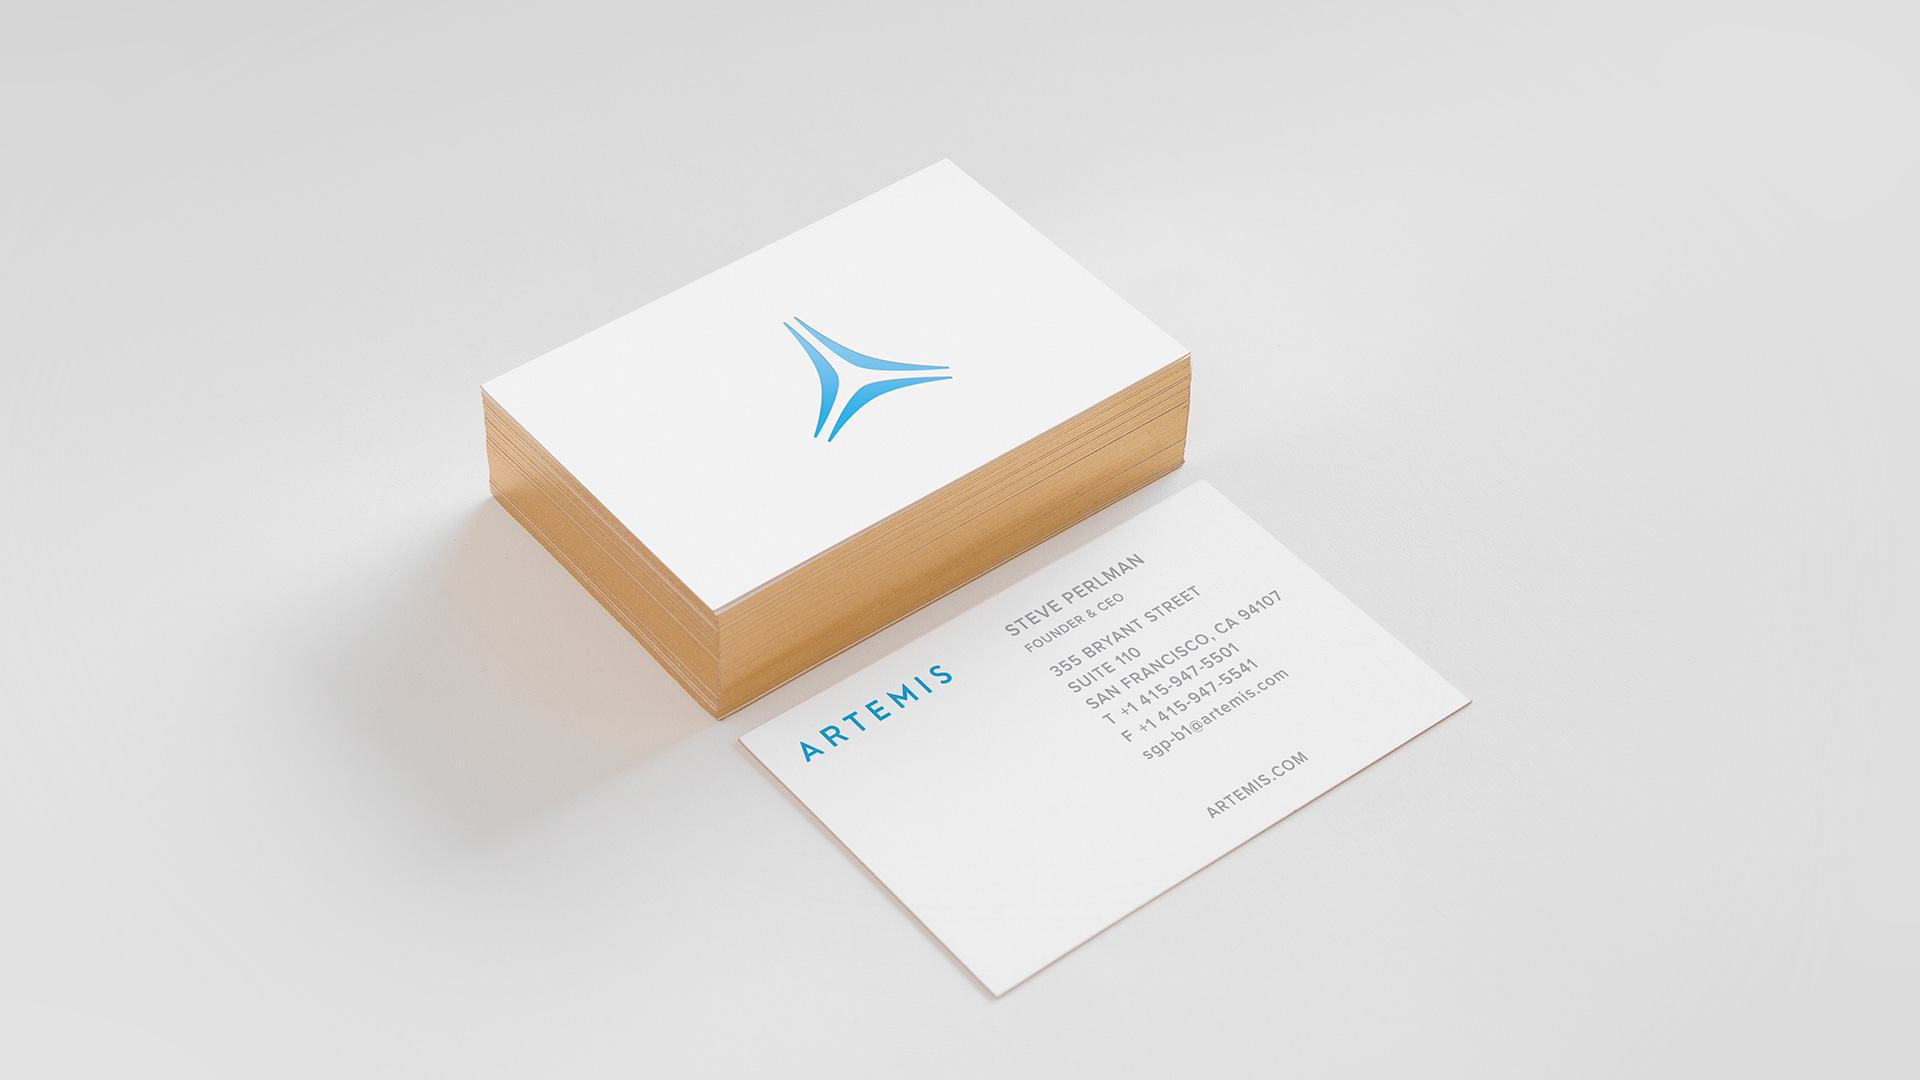 ARTEMIS
STEVE PERLMAN
FOUNDER & CEO
355 BRYANT STREET
SUITE 110
SAN FRANCISCO, CA 94107
T +1 415-947-5501
F +1 415-947-5541
sgp-b1@artemis.com
ARTEMIS.COM